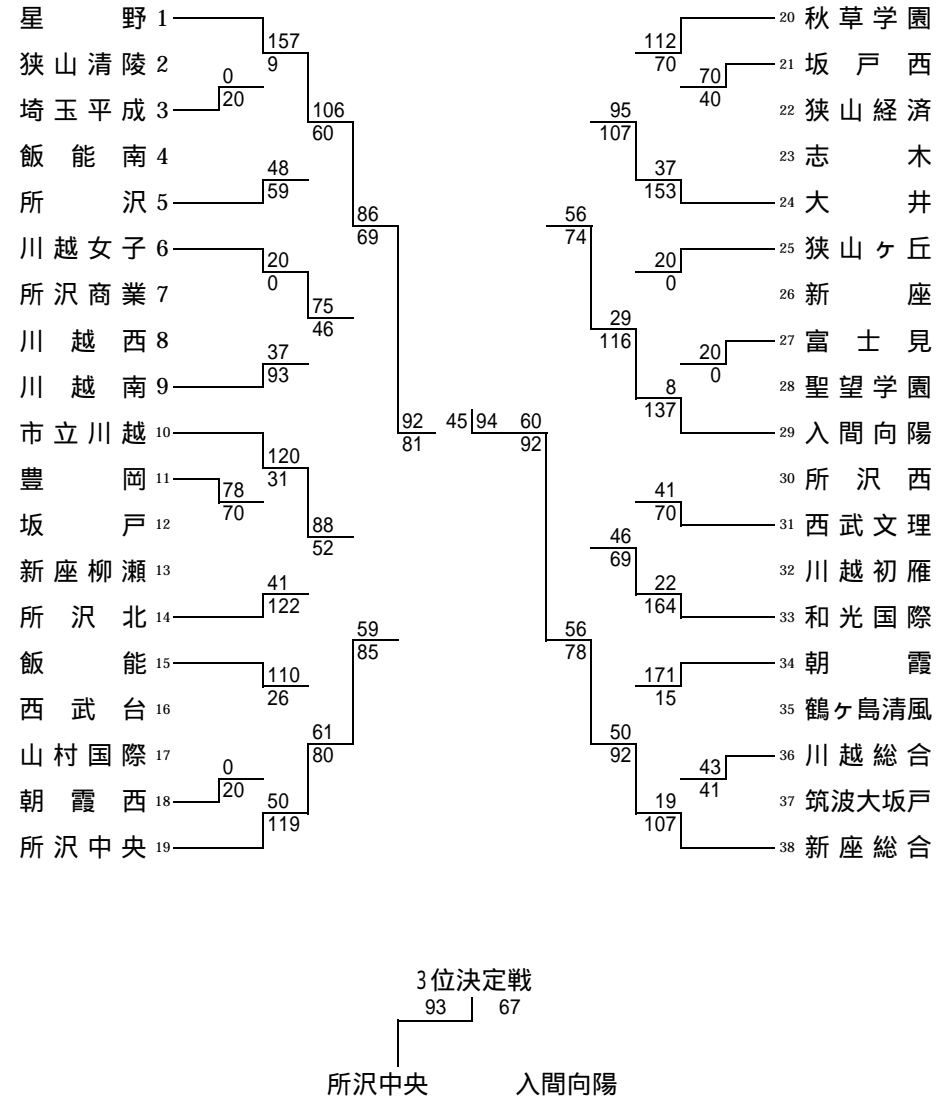 星野 1
157
9
狭山清陵 2
0
20
埼玉平成 3
106
60
飯能南 4
48
59
所沢 5
86
69
川越女子 6
20
0
所沢商業 7
75
46
川越西 8
37
93
川越南 9
92
81
市立川越 10
120
31
豊岡 11
78
70
坂戸 12
88
52
新座柳瀬 13
41
122
所沢北 14
59
85
飯能 15
110
26
西武台 16
61
80
山村国際 17
0
20
朝霞西 18
50
119
所沢中央 19
45 94
20 秋草学園
112
70
21 坂戸西
70
40
22 狭山経済
95
107
23 志木
37
153
24 大井
56
74
25 狭山ヶ丘
20
0
26 新座
29
116
27 富士見
20
0
28 聖望学園
8
137
29 入間向陽
60
92
30 所沢西
41
70
31 西武文理
46
69
32 川越初雁
22
164
33 和光国際
56
78
34 朝霞
171
15
35 鶴ヶ島清風
50
92
36 川越総合
43
41
37 筑波大坂戸
19
107
38 新座総合
3位決定戦
93 67
所沢中央 入間向陽